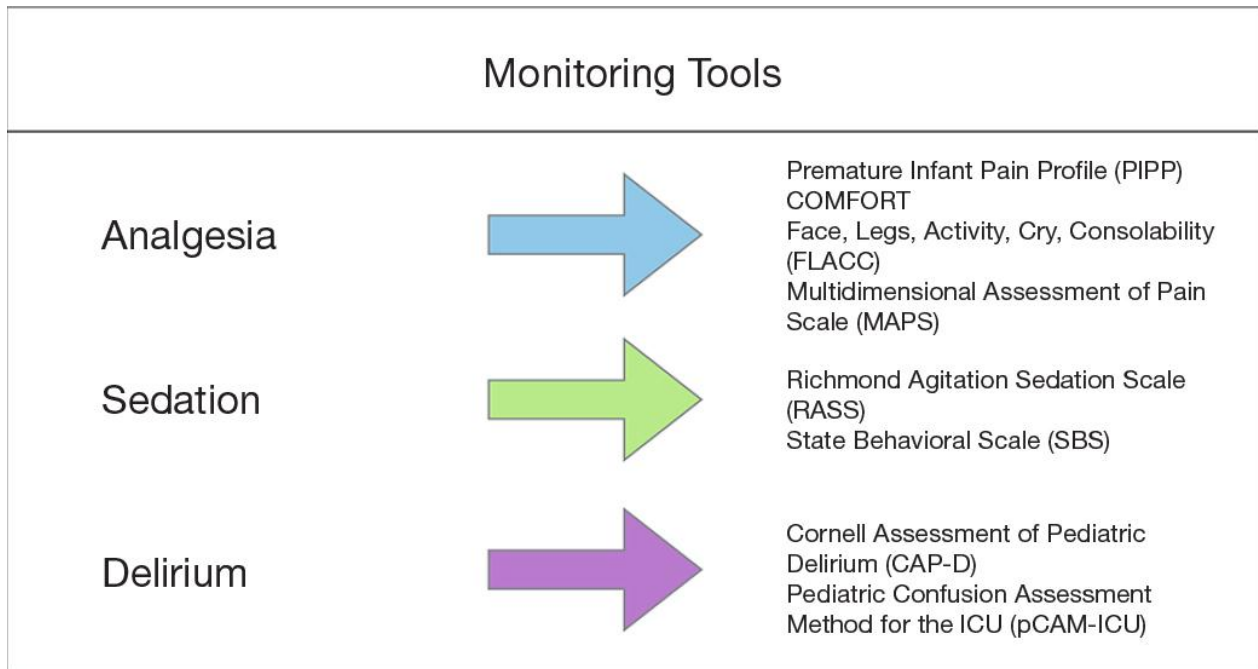 Monitoring Tools
Analgesia
Premature Infant Pain Profile (PIPP)
COMFORT
Face, Legs, Activity, Cry, Consolability
(FLACC)
Multidimensional Assessment of Pain
Scale (MAPS)
Sedation
Richmond Agitation Sedation Scale
(RASS)
State Behavioral Scale (SBS)
Delirium
Cornell Assessment of Pediatric
Delirium (CAP-D)
Pediatric Confusion Assessment
Method for the ICU (pCAM-ICU)